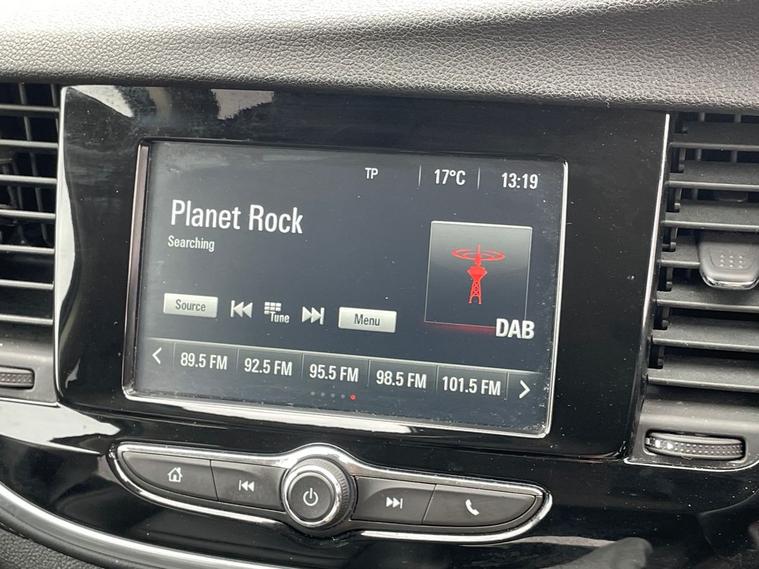 TP 17°C 13:19
Planet Rock
Searching
Source Tune Menu
DAB
89.5 FM 92.5 FM 95.5 FM 98.5 FM 101.5 FM